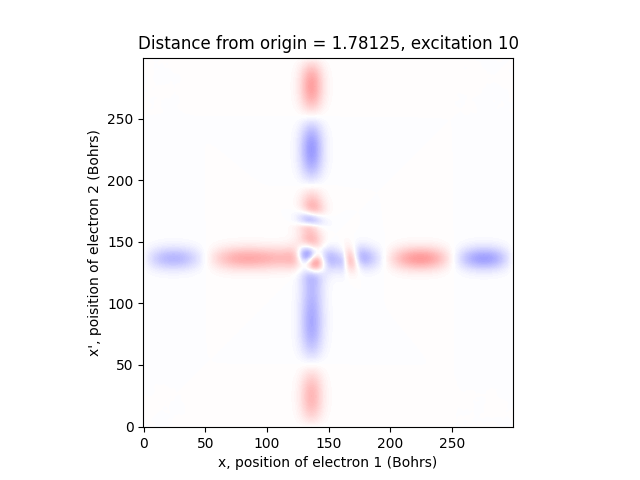 Distance from origin = 1.78125, excitation 10
250
200
150
100
50
0
x', poisition of electron 2 (Bohrs)
0 50 100 150 200 250
x, position of electron 1 (Bohrs)